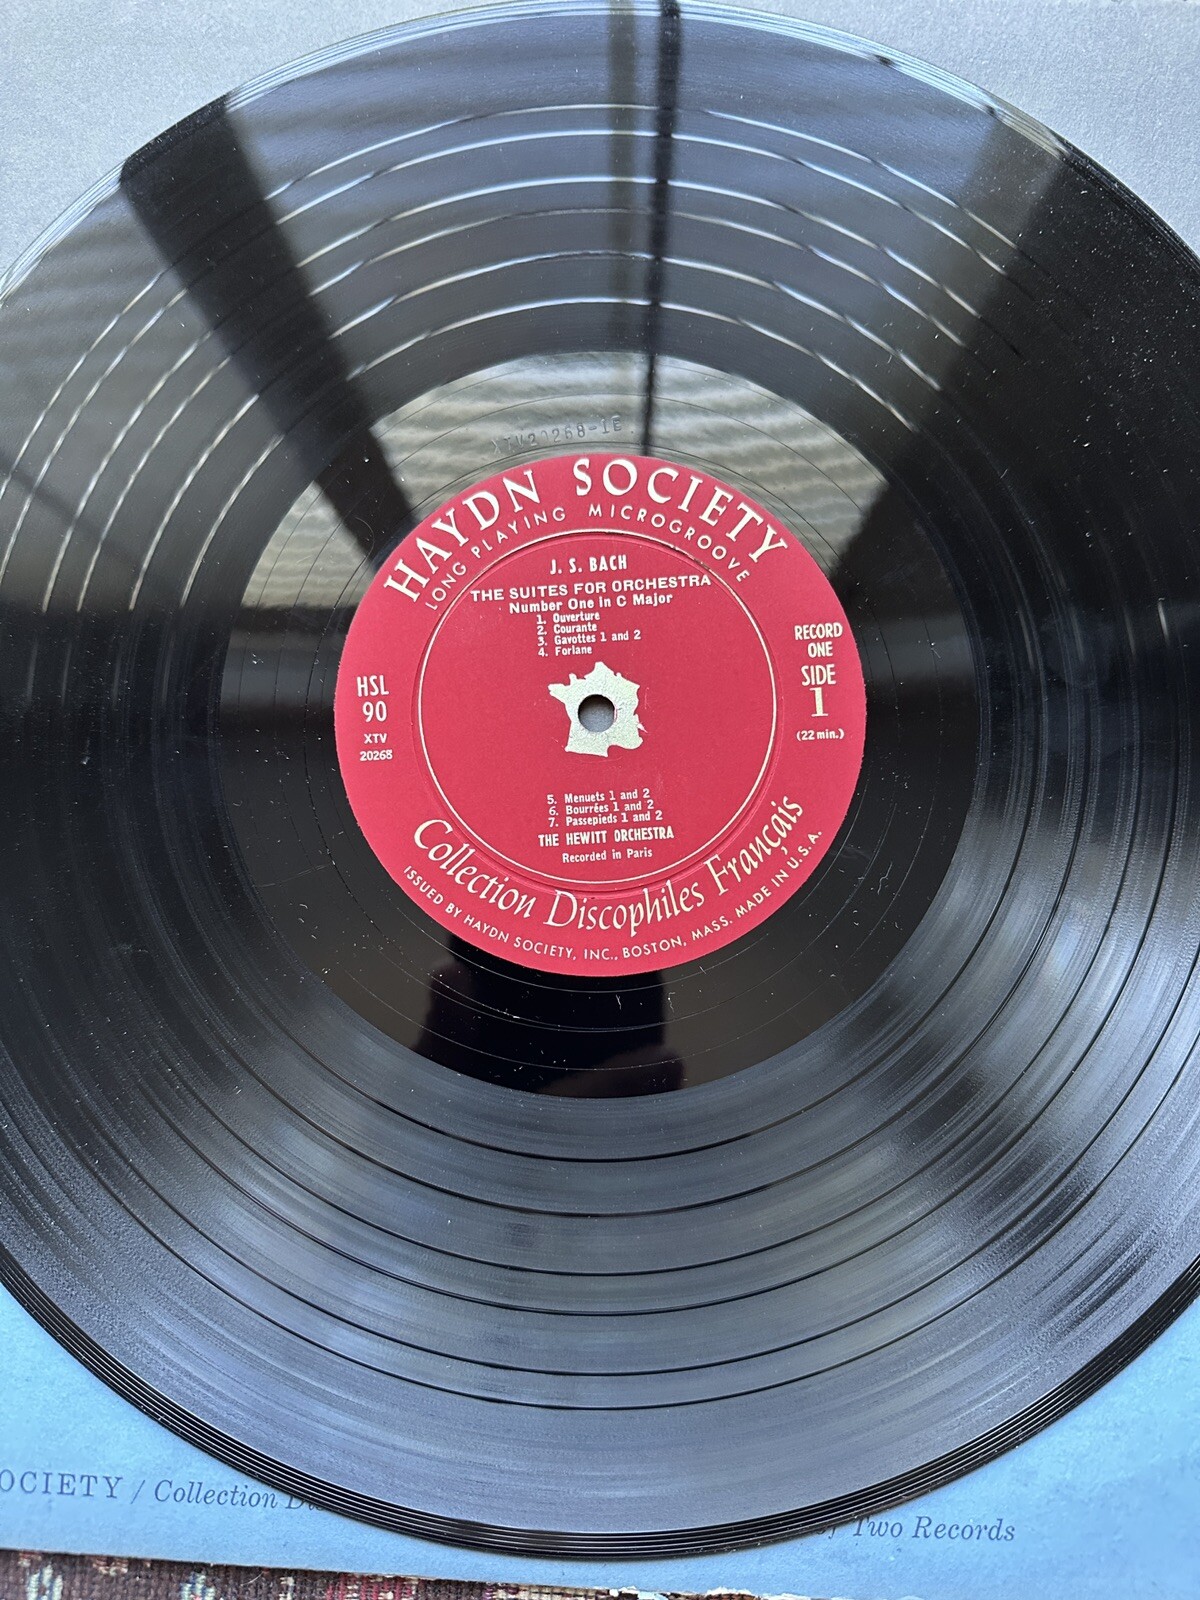 XTV20268-1E
HAYDN SOCIETY
LONG PLAYING MICROGROOVE
J. S. BACH
THE SUITES FOR ORCHESTRA
Number One in C Major
1. Ouverture
2. Courante
3. Gavottes 1 and 2
4. Forlane
HSL
90
XTV
20268
RECORD
ONE
SIDE
1
(22 min.)
5. Menuets 1 and 2
6. Bourrées 1 and 2
7. Passepieds 1 and 2
THE HEWITT ORCHESTRA
Recorded in Paris
Collection Discophiles Français
ISSUED BY HAYDN SOCIETY, INC., BOSTON, MASS. MADE IN U.S.A.
OCIETY / Collection
Two Records